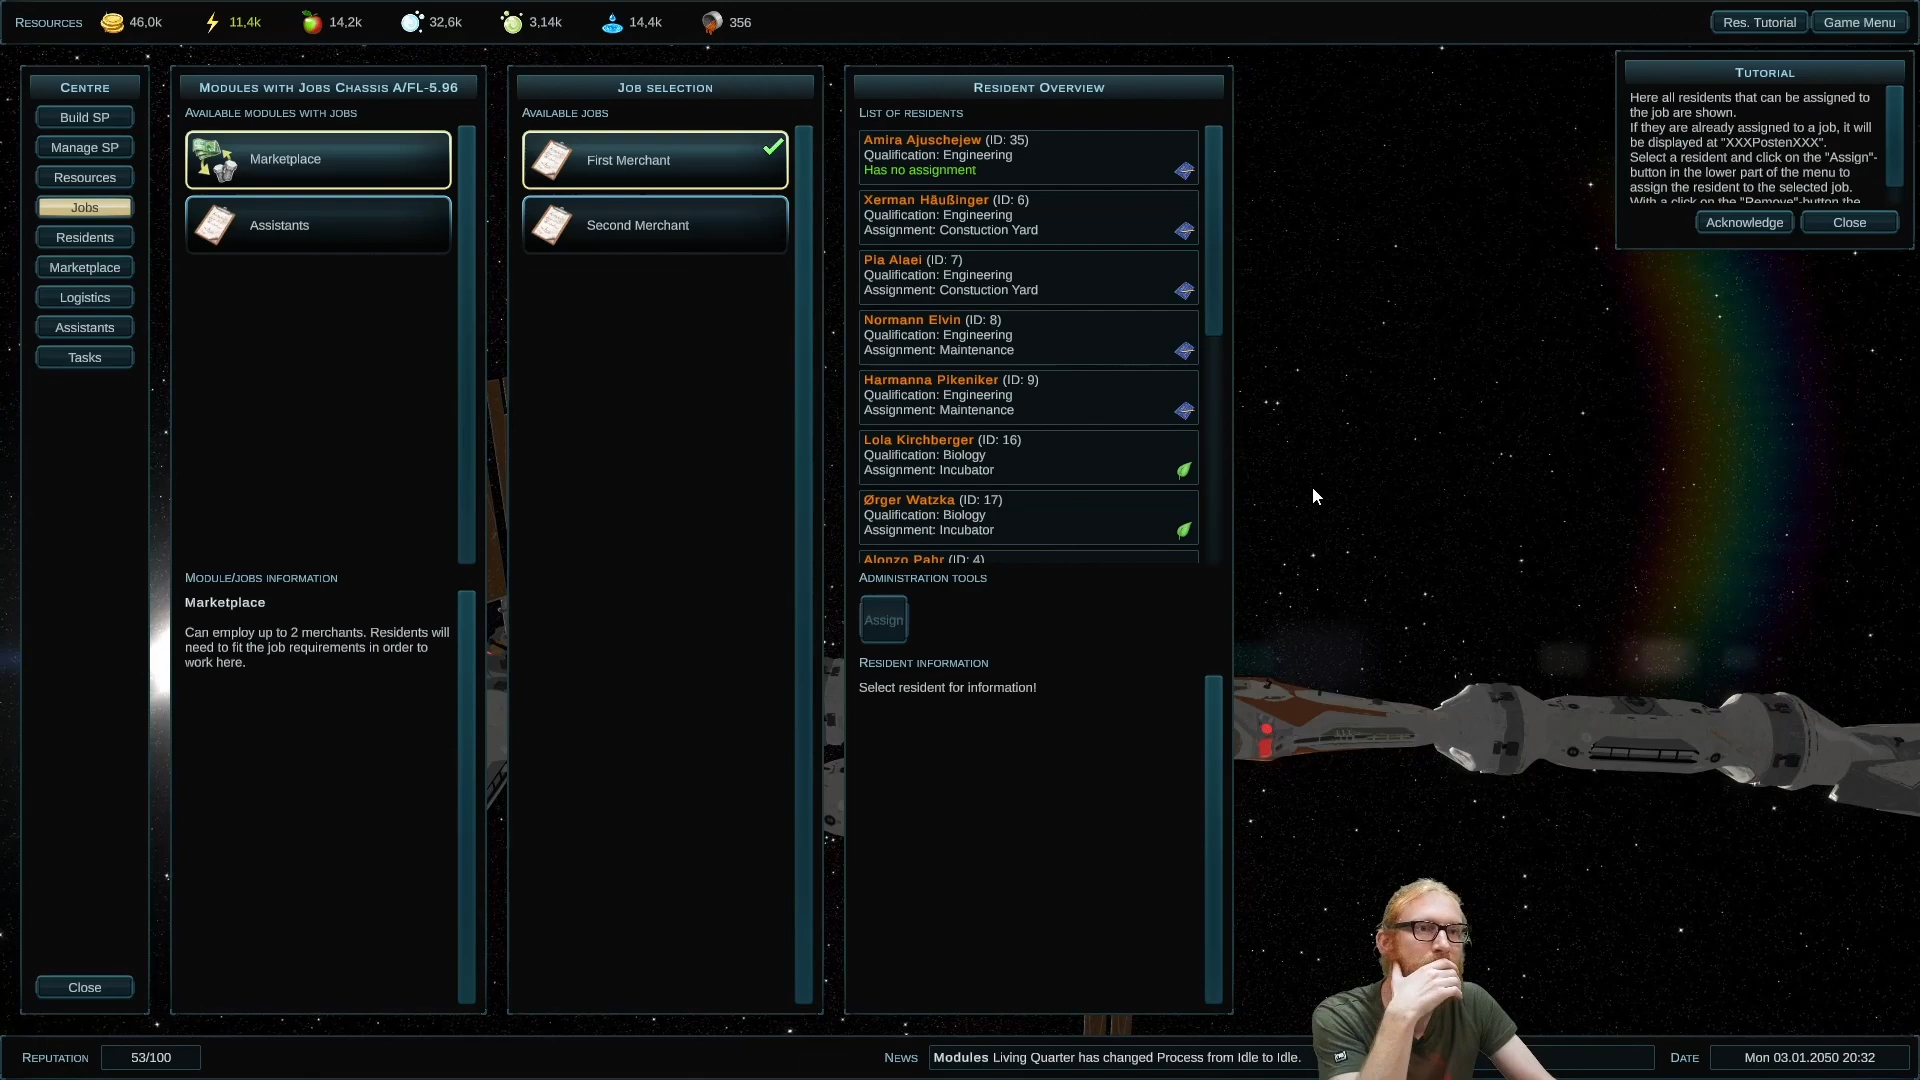 RESOURCES 46,0k 11,4k 14,2k 32,6k 3,14k 14,4k 356 Res. Tutorial Game Menu
CENTRE
Build SP
Manage SP
Resources
Jobs
Residents
Marketplace
Logistics
Assistants
Tasks
Close
MODULES WITH JOBS CHASSIS A/FL-5.96
AVAILABLE MODULES WITH JOBS
Marketplace
Assistants
MODULE/JOBS INFORMATION
Marketplace
Can employ up to 2 merchants. Residents will
need to fit the job requirements in order to
work here.
JOB SELECTION
AVAILABLE JOBS
First Merchant
Second Merchant
RESIDENT OVERVIEW
LIST OF RESIDENTS
Amira Ajuschejew (ID: 35)
Qualification: Engineering
Has no assignment
Xerman Häußinger (ID: 6)
Qualification: Engineering
Assignment: Constuction Yard
Pia Alaei (ID: 7)
Qualification: Engineering
Assignment: Constuction Yard
Normann Elvin (ID: 8)
Qualification: Engineering
Assignment: Maintenance
Harmanna Pikeniker (ID: 9)
Qualification: Engineering
Assignment: Maintenance
Lola Kirchberger (ID: 16)
Qualification: Biology
Assignment: Incubator
Ørger Watzka (ID: 17)
Qualification: Biology
Assignment: Incubator
Alonzo Pahr (ID: 4)
ADMINISTRATION TOOLS
Assign
RESIDENT INFORMATION
Select resident for information!
TUTORIAL
Here all residents that can be assigned to
the job are shown.
If they are already assigned to a job, it will
be displayed at "XXXPostenXXX".
Select a resident and click on the "Assign"-
button in the lower part of the menu to
assign the resident to the selected job.
With a click on the "Remove"-button the
Acknowledge Close
REPUTATION 53/100 NEWS Modules Living Quarter has changed Process from Idle to Idle. DATE Mon 03.01.2050 20:32